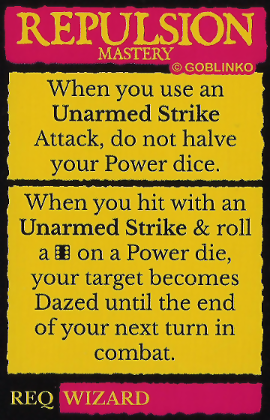 REPULSION
MASTERY
© GOBLINKO
When you use an
Unarmed Strike
Attack, do not halve
your Power dice.
When you hit with an
Unarmed Strike & roll
a ⚅ on a Power die,
your target becomes
Dazed until the end
of your next turn in
combat.
REQ WIZARD